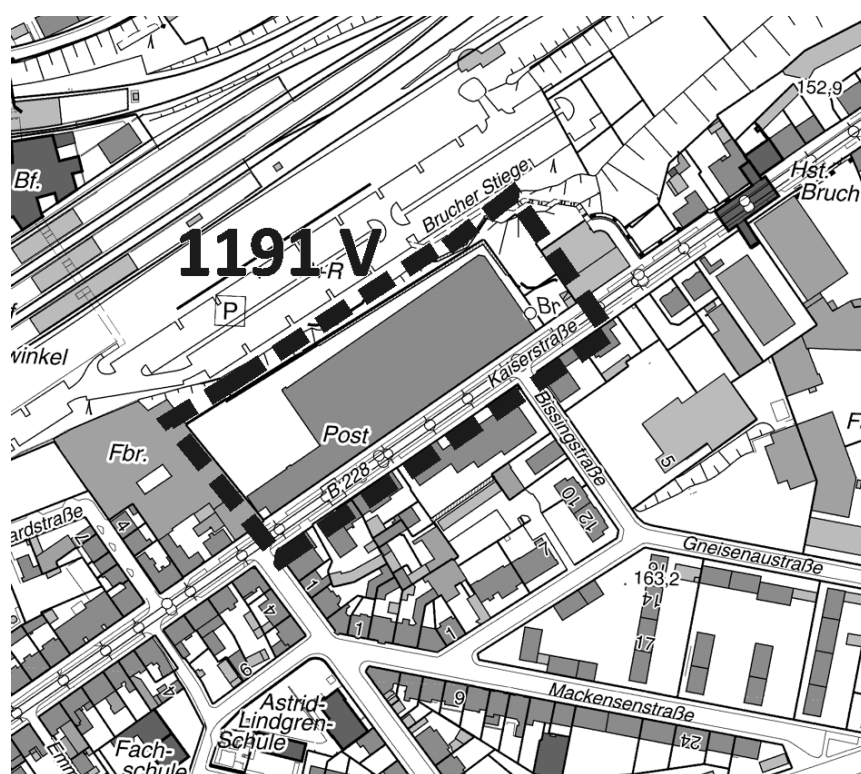 152,9
Hst.
Bruch
Bf.
Brucher Stiege
1191 V
R
P
winkel
Br.
Kaiserstraße
Post
Fbr.
B 228
Bissingstraße
5
10
12
ardstraße
4
7
1
Gneisenaustraße
163,2
14
17
4
1
1
6
9
Mackensenstraße
24
Astrid-
Lindgren-
Schule
Fach-
schule